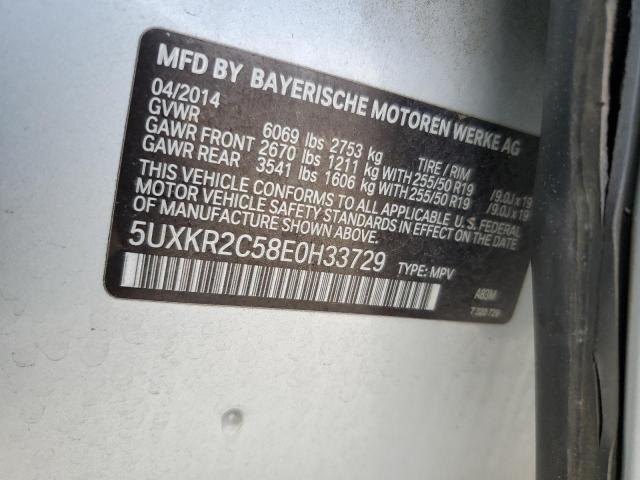 MFD BY BAYERISCHE MOTOREN WERKE AG
04/2014
GVWR 6069 lbs 2753 kg TIRE / RIM
GAWR FRONT 2670 lbs 1211 kg WITH 255/50 R19 /9.0J x 19
GAWR REAR 3541 lbs 1606 kg WITH 255/50 R19 /9.0J x 19
THIS VEHICLE CONFORMS TO ALL APPLICABLE U.S. FEDERAL
MOTOR VEHICLE SAFETY STANDARDS IN EFFECT ON THE DATE
OF MANUFACTURE SHOWN ABOVE.
5UXKR2C58E0H33729 TYPE: MPV
A83M